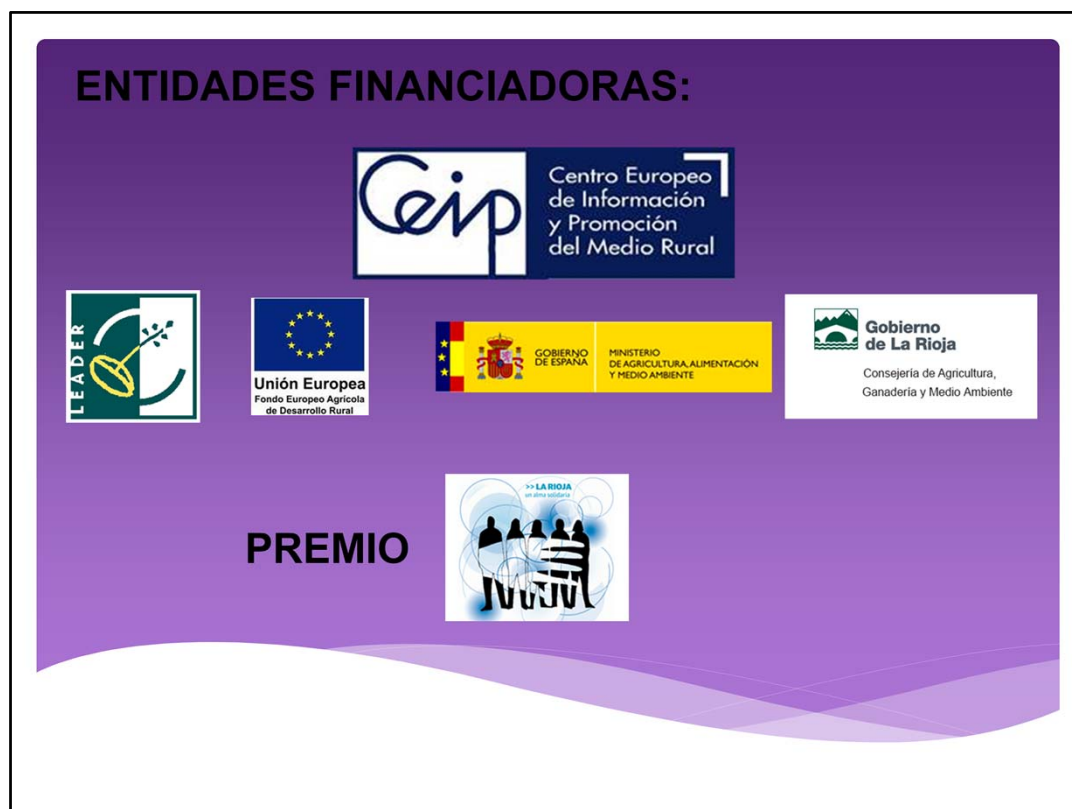 ENTIDADES FINANCIADORAS:
Ceip
Centro Europeo
de Información
y Promoción
del Medio Rural
LEADER
Unión Europea
Fondo Europeo Agrícola
de Desarrollo Rural
GOBIERNO
DE ESPAÑA
MINISTERIO
DE AGRICULTURA, ALIMENTACIÓN
Y MEDIO AMBIENTE
Gobierno
de La Rioja
Consejería de Agricultura,
Ganadería y Medio Ambiente
PREMIO
>> LA RIOJA
un alma solidaria